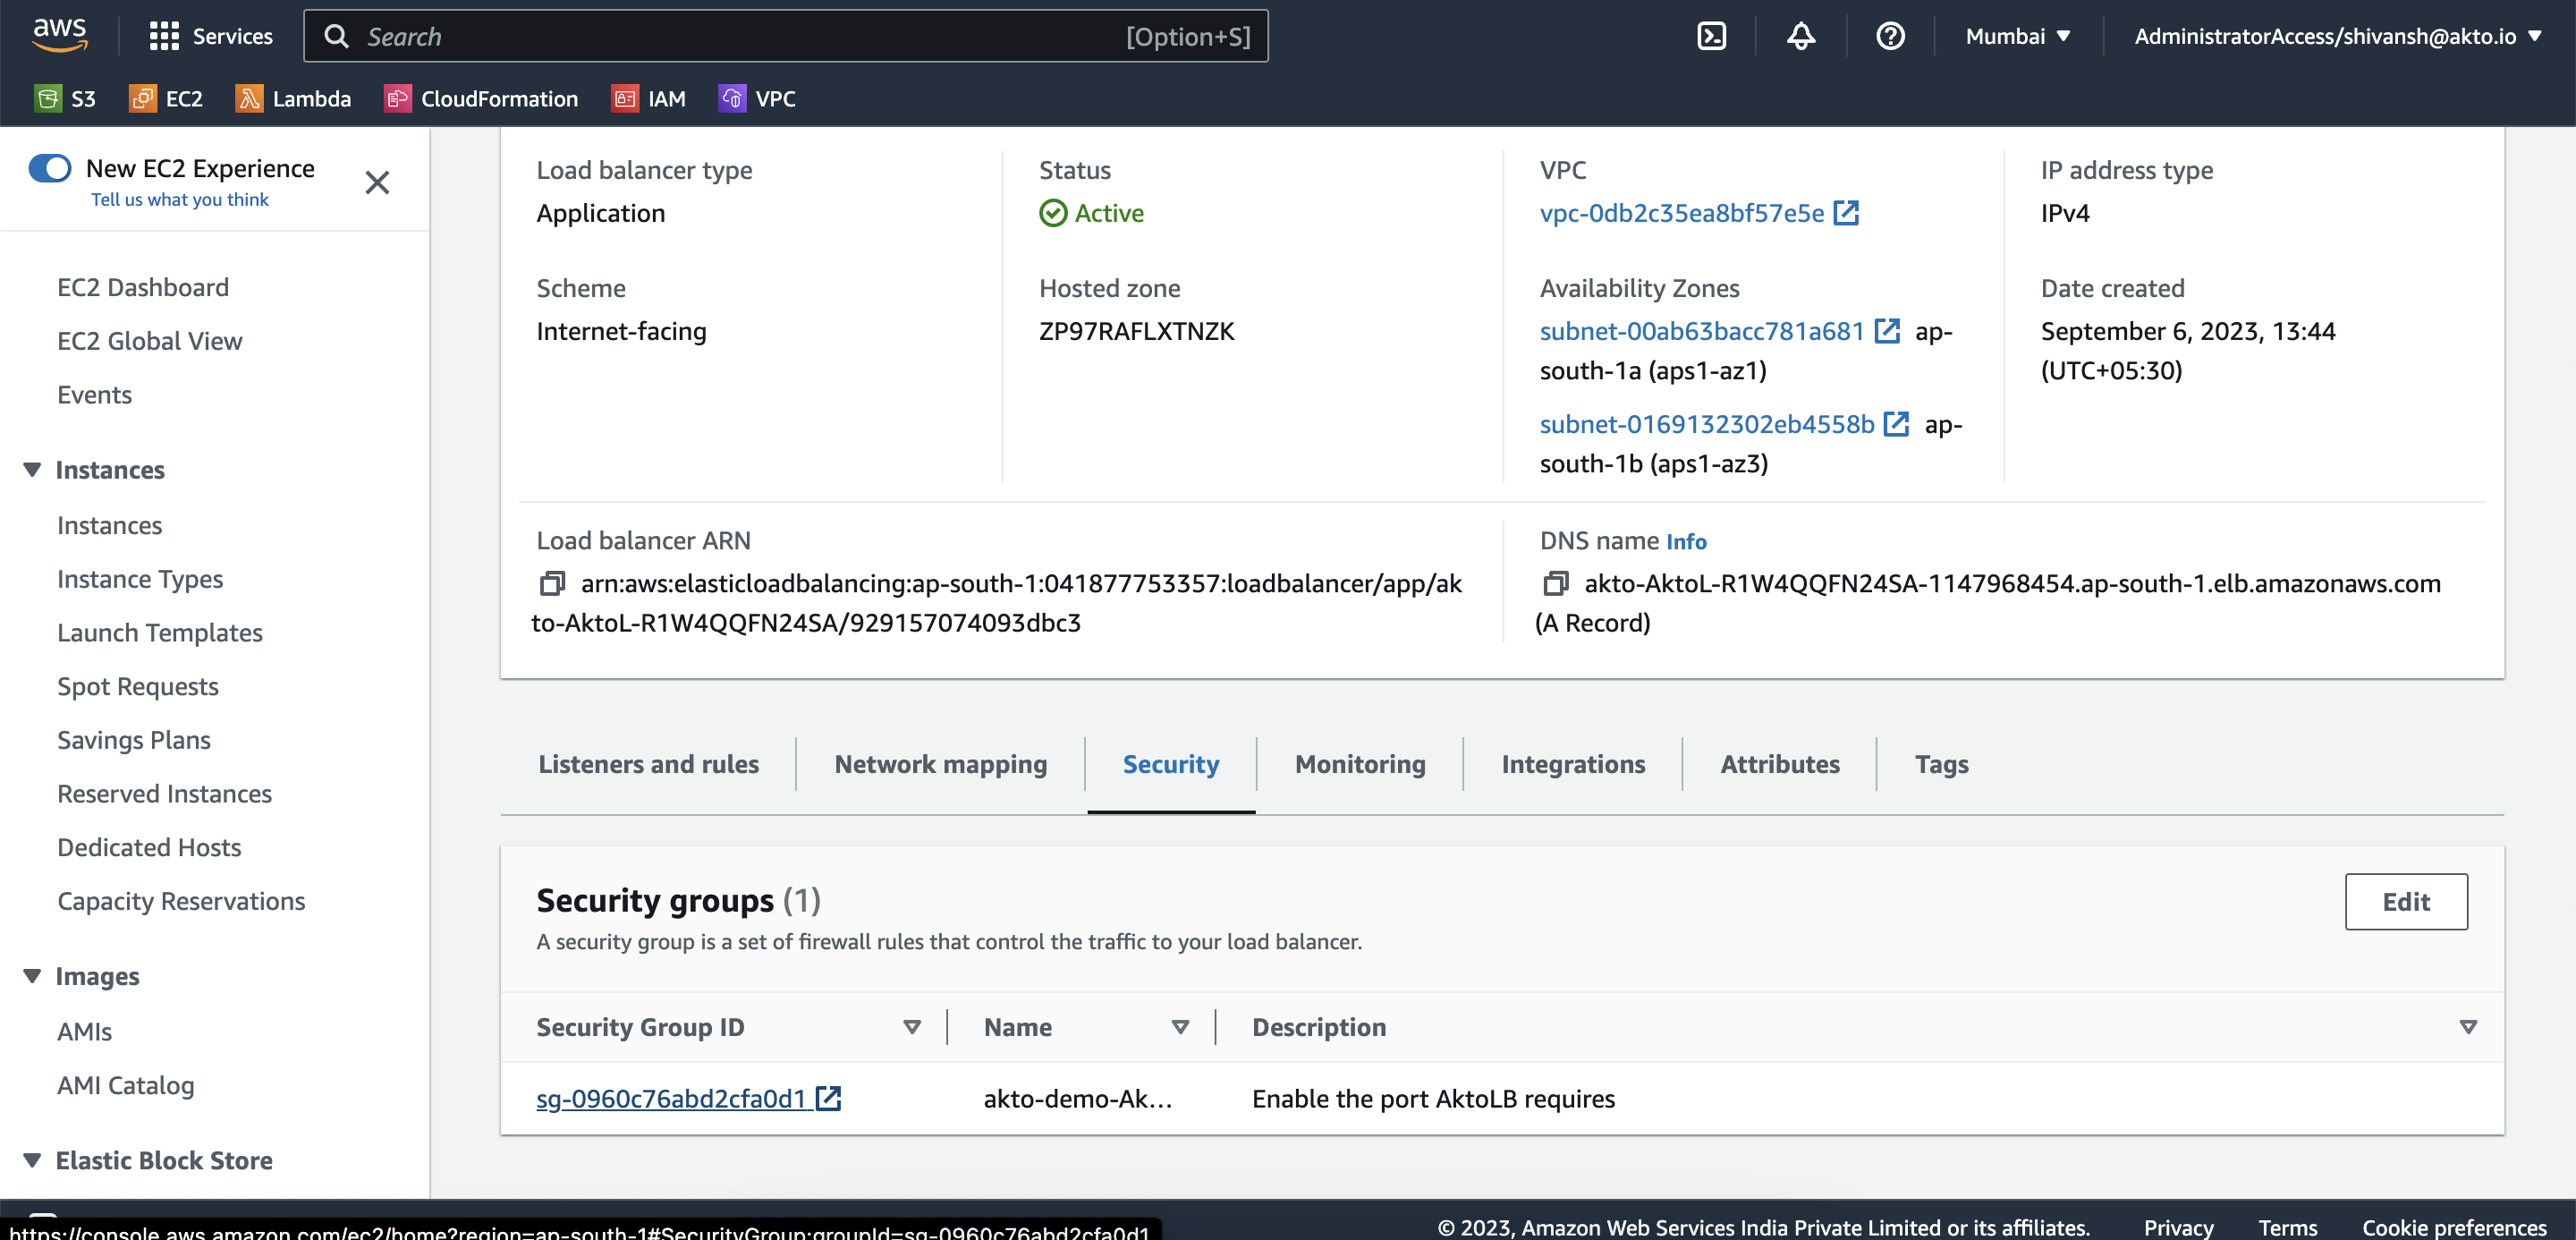 aws
Services
Search
[Option+S]
Mumbai ▼
AdministratorAccess/shivansh@akto.io ▼
S3
EC2
Lambda
CloudFormation
IAM
VPC
New EC2 Experience
Tell us what you think
EC2 Dashboard
EC2 Global View
Events
Instances
Instances
Instance Types
Launch Templates
Spot Requests
Savings Plans
Reserved Instances
Dedicated Hosts
Capacity Reservations
Images
AMIs
AMI Catalog
Elastic Block Store
Load balancer type
Application
Status
Active
VPC
vpc-0db2c35ea8bf57e5e
IP address type
IPv4
Scheme
Internet-facing
Hosted zone
ZP97RAFLXTNZK
Availability Zones
subnet-00ab63bacc781a681 ap-
south-1a (aps1-az1)
subnet-0169132302eb4558b ap-
south-1b (aps1-az3)
Date created
September 6, 2023, 13:44
(UTC+05:30)
Load balancer ARN
arn:aws:elasticloadbalancing:ap-south-1:041877753357:loadbalancer/app/ak
to-AktoL-R1W4QQFN24SA/929157074093dbc3
DNS name Info
akto-AktoL-R1W4QQFN24SA-1147968454.ap-south-1.elb.amazonaws.com
(A Record)
Listeners and rules
Network mapping
Security
Monitoring
Integrations
Attributes
Tags
Security groups (1)
A security group is a set of firewall rules that control the traffic to your load balancer.
Edit
Security Group ID
Name
Description
sg-0960c76abd2cfa0d1
akto-demo-Ak...
Enable the port AktoLB requires
https://console.aws.amazon.com/ec2/home?region=ap-south-1#SecurityGroup:groupId=sg-0960c76abd2cfa0d1
© 2023, Amazon Web Services India Private Limited or its affiliates.
Privacy
Terms
Cookie preferences